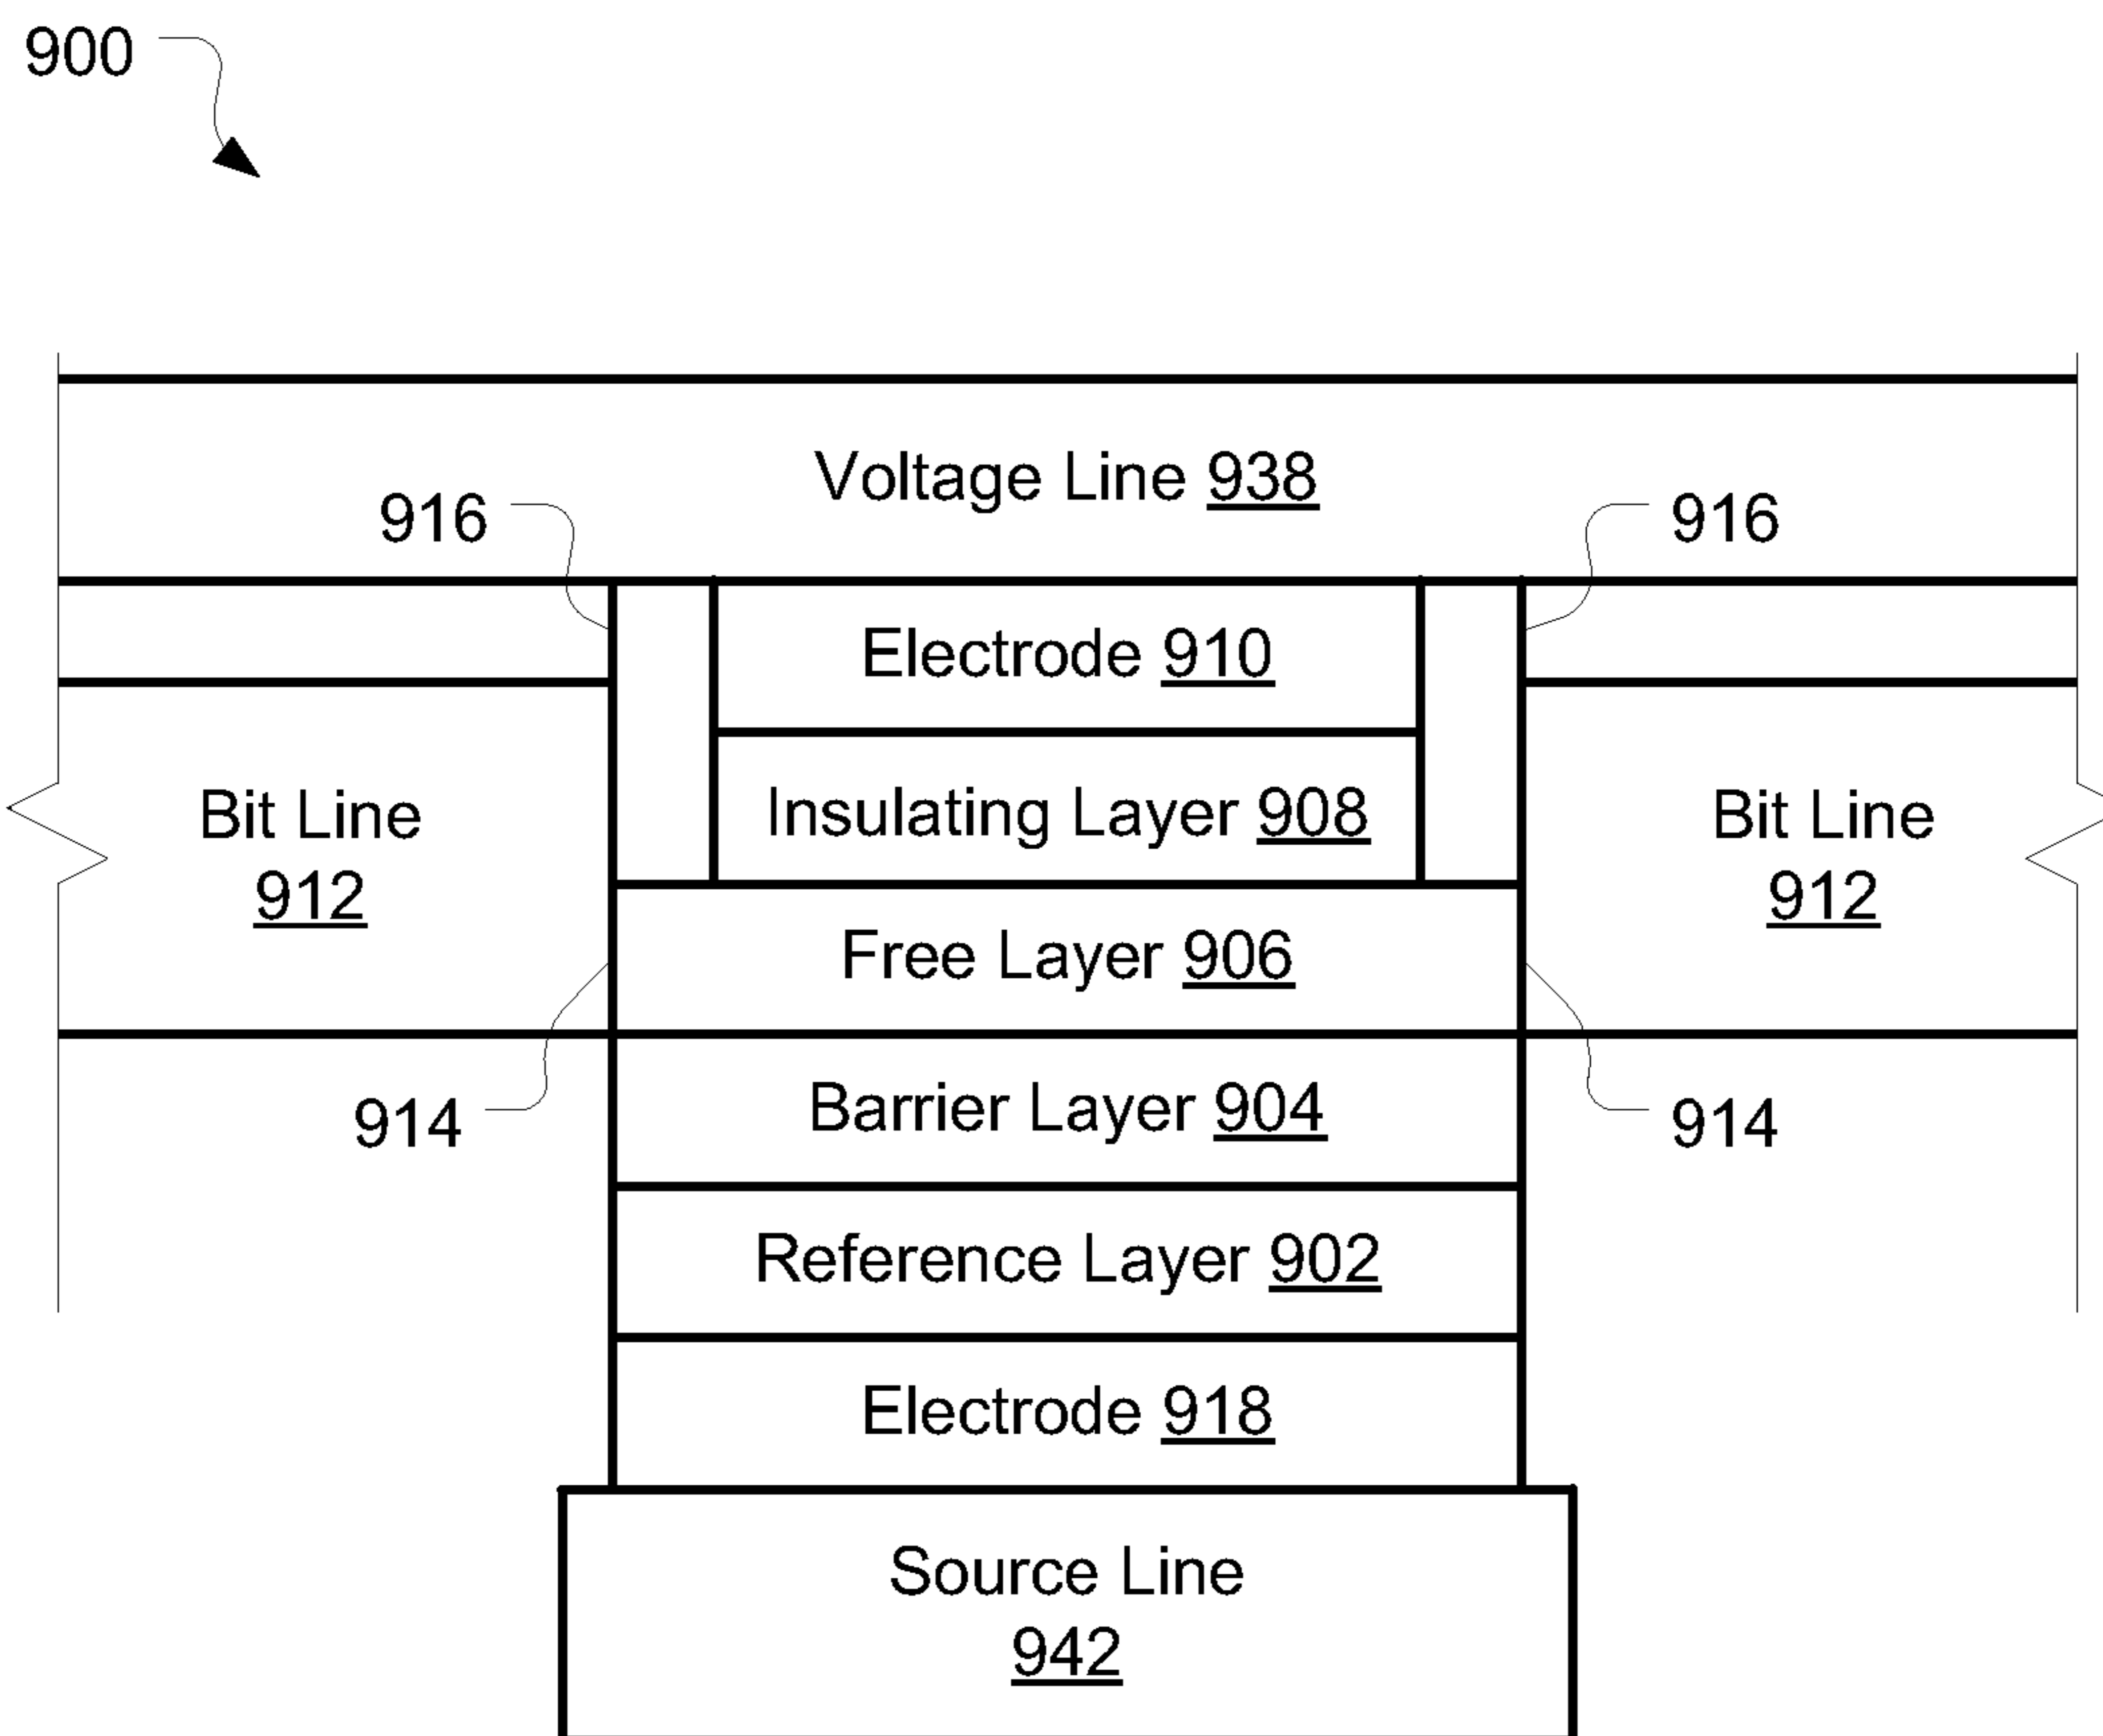 900
Voltage Line 938
916
916
Electrode 910
Insulating Layer 908
Bit Line
912
Bit Line
912
Free Layer 906
Barrier Layer 904
914
914
Reference Layer 902
Electrode 918
Source Line
942